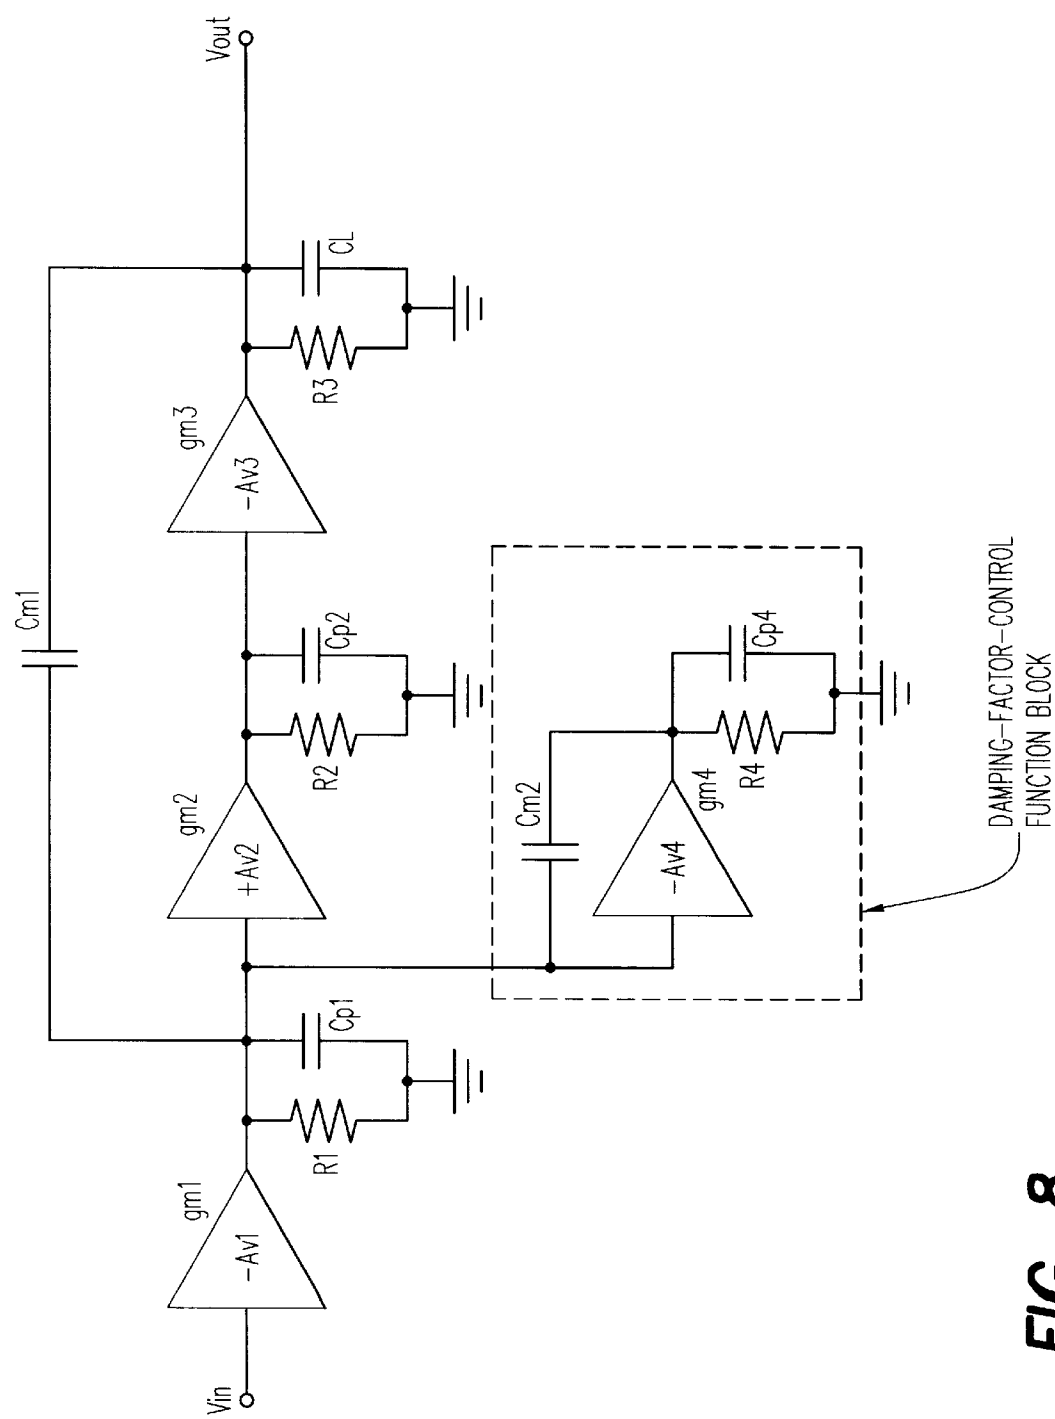 Cm1
Vin
gm1
-Av1
R1
Cp1
gm2
+Av2
R2
Cp2
gm3
-Av3
R3
CL
Vout
Cm2
-Av4
gm4
R4
Cp4
DAMPING-FACTOR-CONTROL
FUNCTION BLOCK
FIG. 8